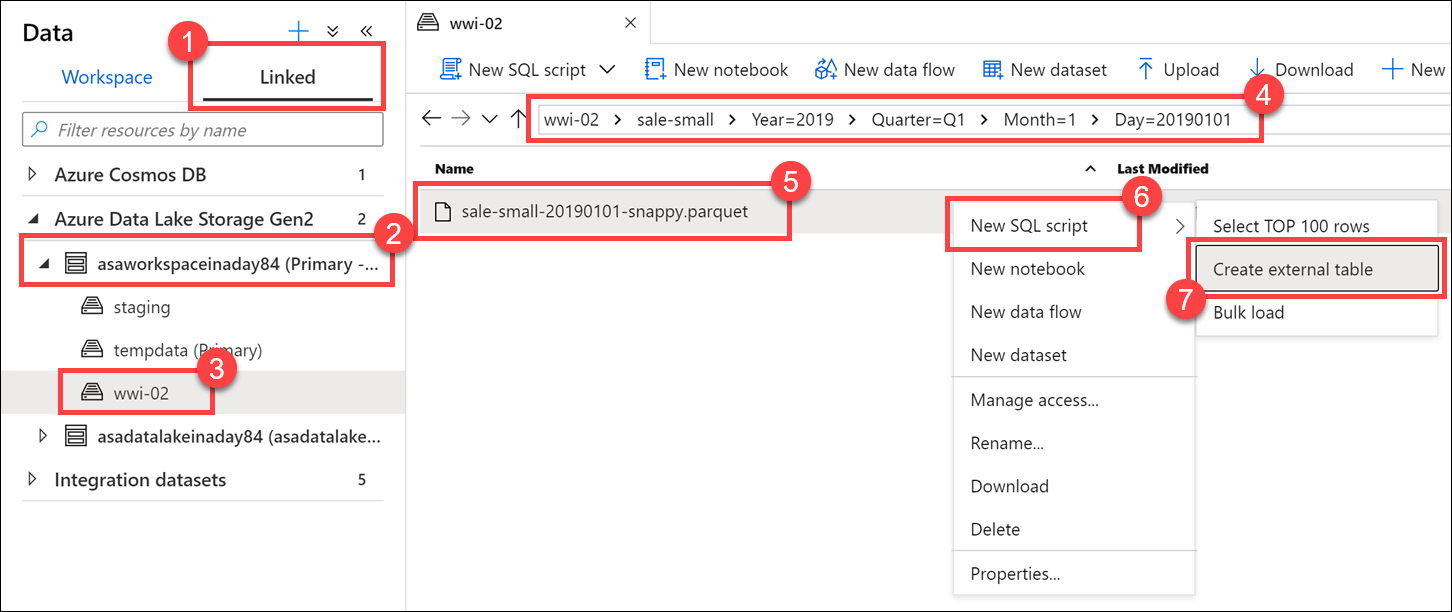 Data
1
Workspace
Linked
Filter resources by name
Azure Cosmos DB 1
Azure Data Lake Storage Gen2 2
2
asaworkspaceinaday84 (Primary -...
staging
tempdata (Primary)
3
wwi-02
asadatalakeinaday84 (asadatalake...
Integration datasets 5
wwi-02
New SQL script New notebook New data flow New dataset Upload Download New
4
wwi-02 > sale-small > Year=2019 > Quarter=Q1 > Month=1 > Day=20190101
Name Last Modified
5
sale-small-20190101-snappy.parquet
6
New SQL script
New notebook
New data flow
New dataset
Manage access...
Rename...
Download
Delete
Properties...
Select TOP 100 rows
Create external table
7
Bulk load